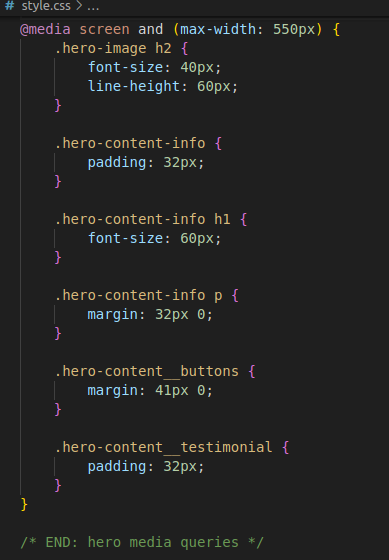 # style.css > ...
@media screen and (max-width: 550px) {
    .hero-image h2 {
        font-size: 40px;
        line-height: 60px;
    }

    .hero-content-info {
        padding: 32px;
    }

    .hero-content-info h1 {
        font-size: 60px;
    }

    .hero-content-info p {
        margin: 32px 0;
    }

    .hero-content__buttons {
        margin: 41px 0;
    }

    .hero-content__testimonial {
        padding: 32px;
    }
}

/* END: hero media queries */